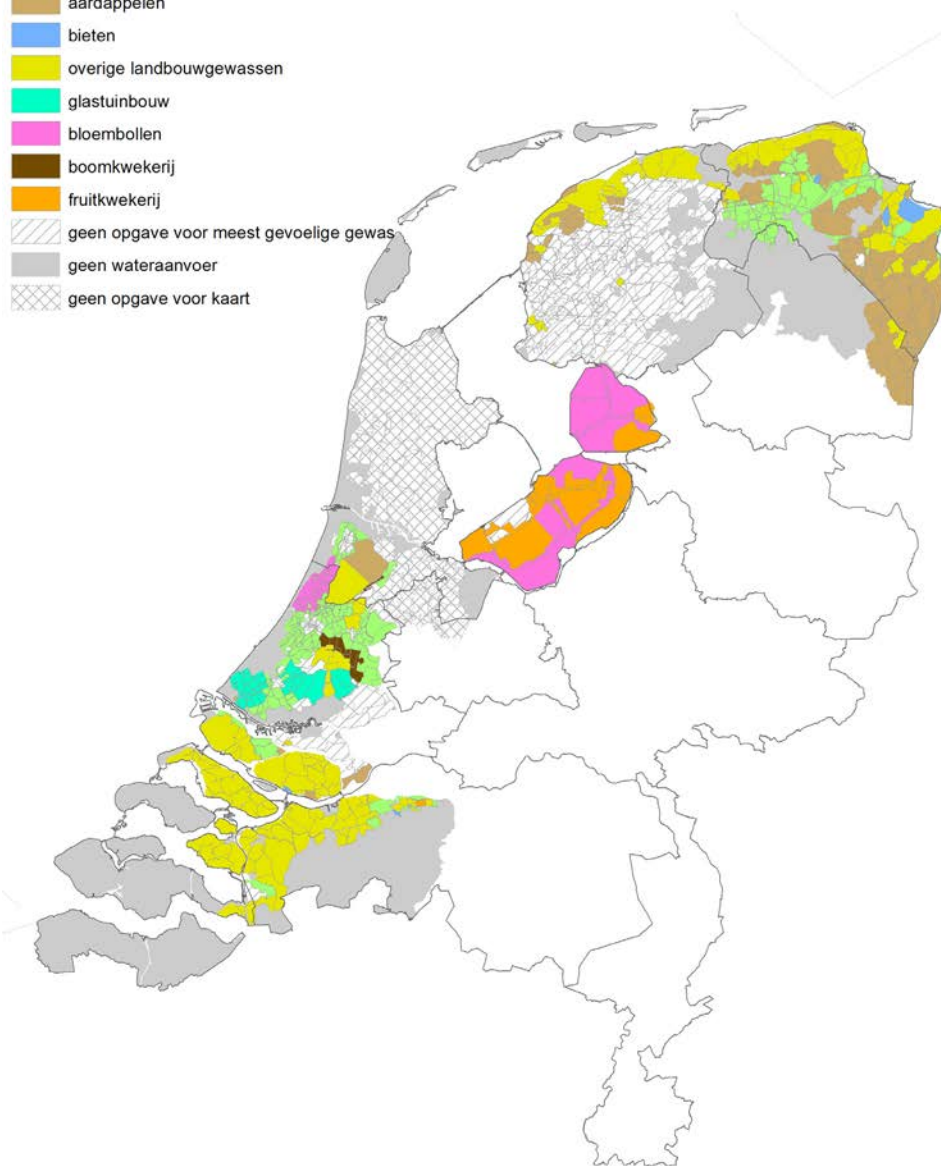 aardappelen
bieten
overige landbouwgewassen
glastuinbouw
bloembollen
boomkwekerij
fruitkwekerij
geen opgave voor meest gevoelige gewas
geen wateraanvoer
geen opgave voor kaart